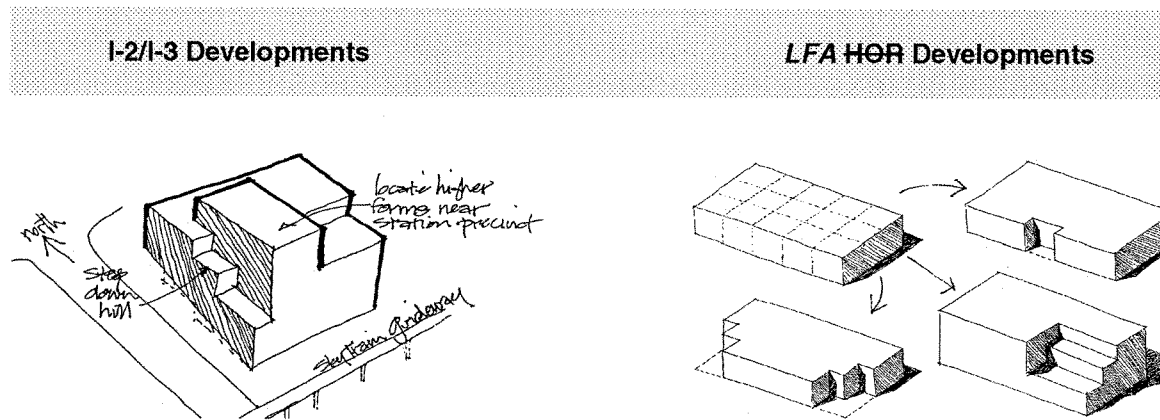 I-2/I-3 Developments
LFA HOR Developments
locate higher
forms near
station precinct
north
step
down
hill
skytrain guideway